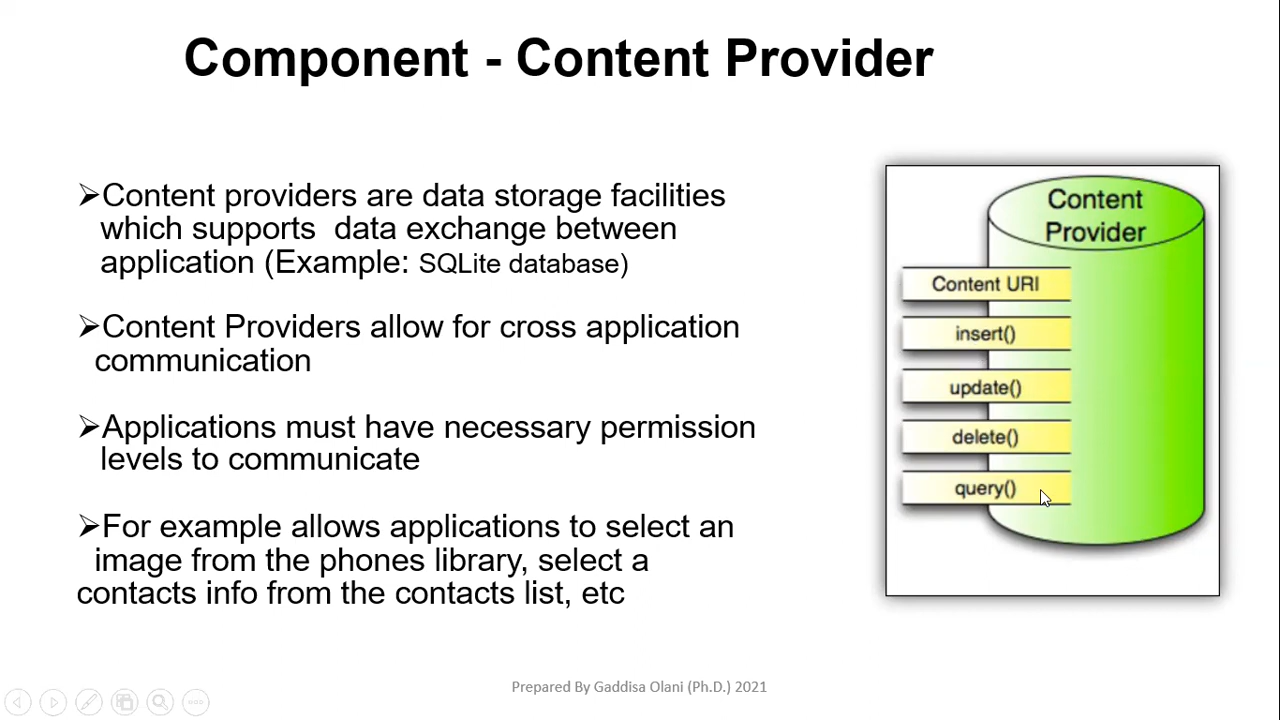 Component - Content Provider
➢Content providers are data storage facilities
which supports  data exchange between
application (Example: SQLite database)
➢Content Providers allow for cross application
communication
➢Applications must have necessary permission
levels to communicate
➢For example allows applications to select an
image from the phones library, select a
contacts info from the contacts list, etc
Content
Provider
Content URI
insert()
update()
delete()
query()
Prepared By Gaddisa Olani (Ph.D.) 2021